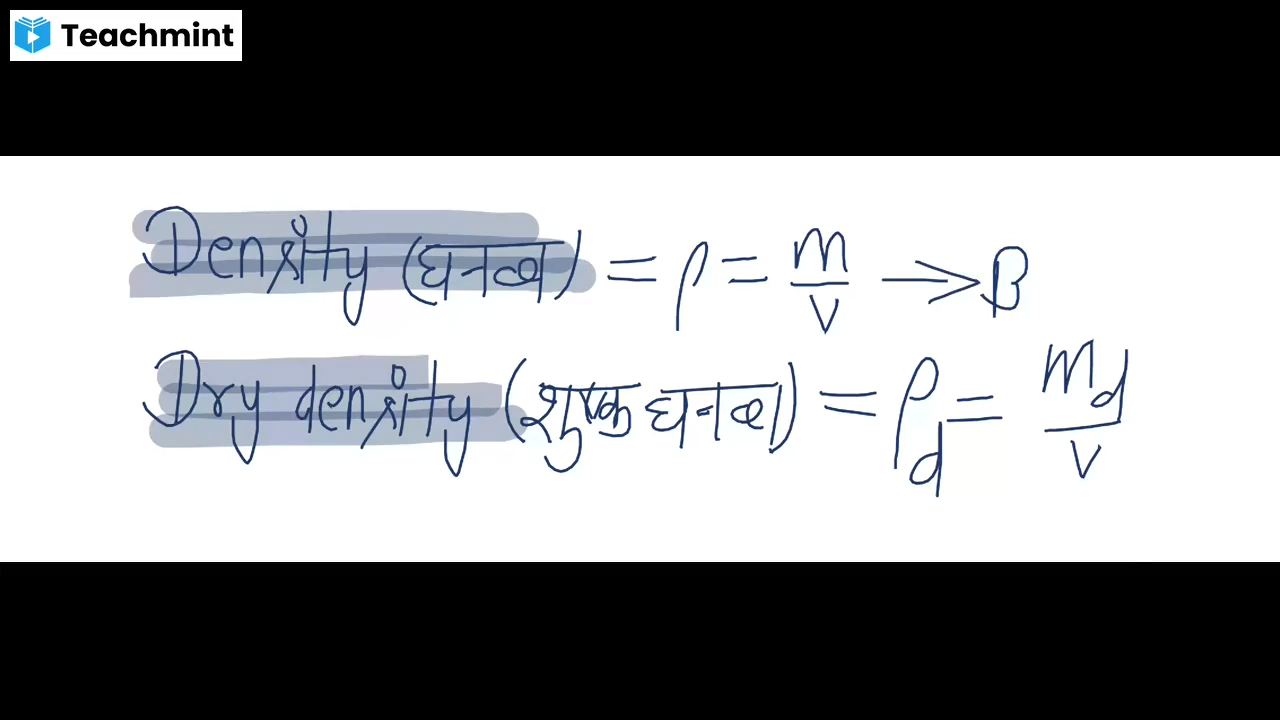 Teachmint
Density (घनत्व) = ρ = m/v → B
Dry density (शुष्क घनत्व) = ρd = Md/v